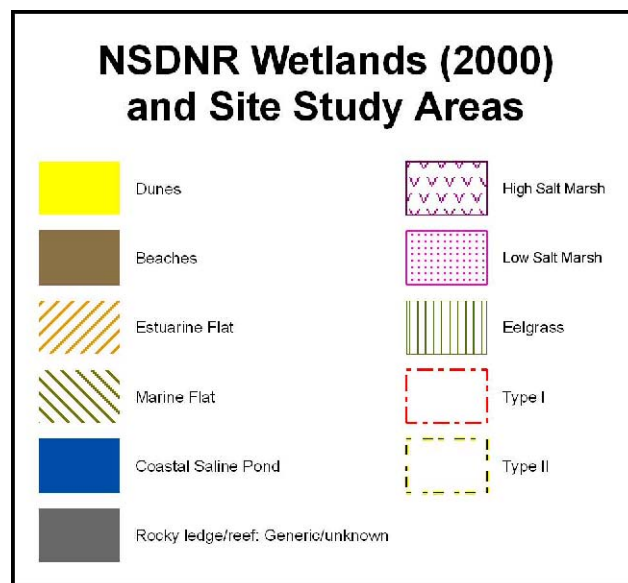 NSDNR Wetlands (2000)
and Site Study Areas
Dunes
Beaches
Estuarine Flat
Marine Flat
Coastal Saline Pond
Rocky ledge/reef: Generic/unknown
High Salt Marsh
Low Salt Marsh
Eelgrass
Type I
Type II